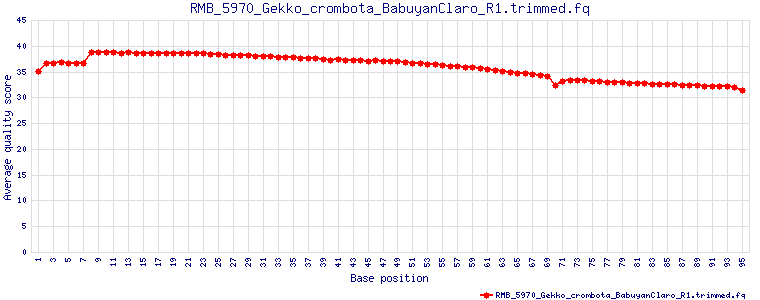 RMB_5970_Gekko_crombota_BabuyanClaro_R1.trimmed.fq
45
40
35
30
25
20
15
10
5
0
Average quality score
1 3 5 7 9 11 13 15 17 19 21 23 25 27 29 31 33 35 37 39 41 43 45 47 49 51 53 55 57 59 61 63 65 67 69 71 73 75 77 79 81 83 85 87 89 91 93 95
Base position
RMB_5970_Gekko_crombota_BabuyanClaro_R1.trimmed.fq